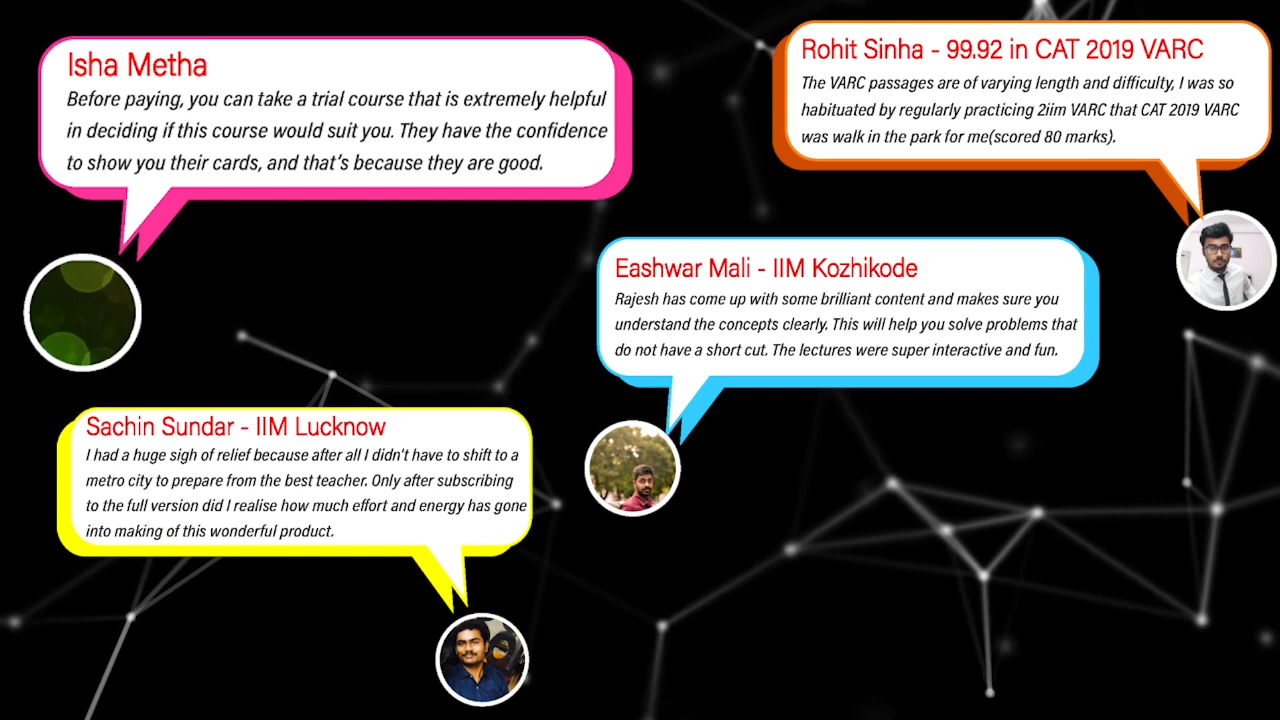 Isha Metha
Before paying, you can take a trial course that is extremely helpful
in deciding if this course would suit you. They have the confidence
to show you their cards, and that's because they are good.
Rohit Sinha - 99.92 in CAT 2019 VARC
The VARC passages are of varying length and difficulty, I was so
habituated by regularly practicing 2iim VARC that CAT 2019 VARC
was walk in the park for me(scored 80 marks).
Eashwar Mali - IIM Kozhikode
Rajesh has come up with some brilliant content and makes sure you
understand the concepts clearly. This will help you solve problems that
do not have a short cut. The lectures were super interactive and fun.
Sachin Sundar - IIM Lucknow
I had a huge sigh of relief because after all I didn't have to shift to a
metro city to prepare from the best teacher. Only after subscribing
to the full version did I realise how much effort and energy has gone
into making of this wonderful product.